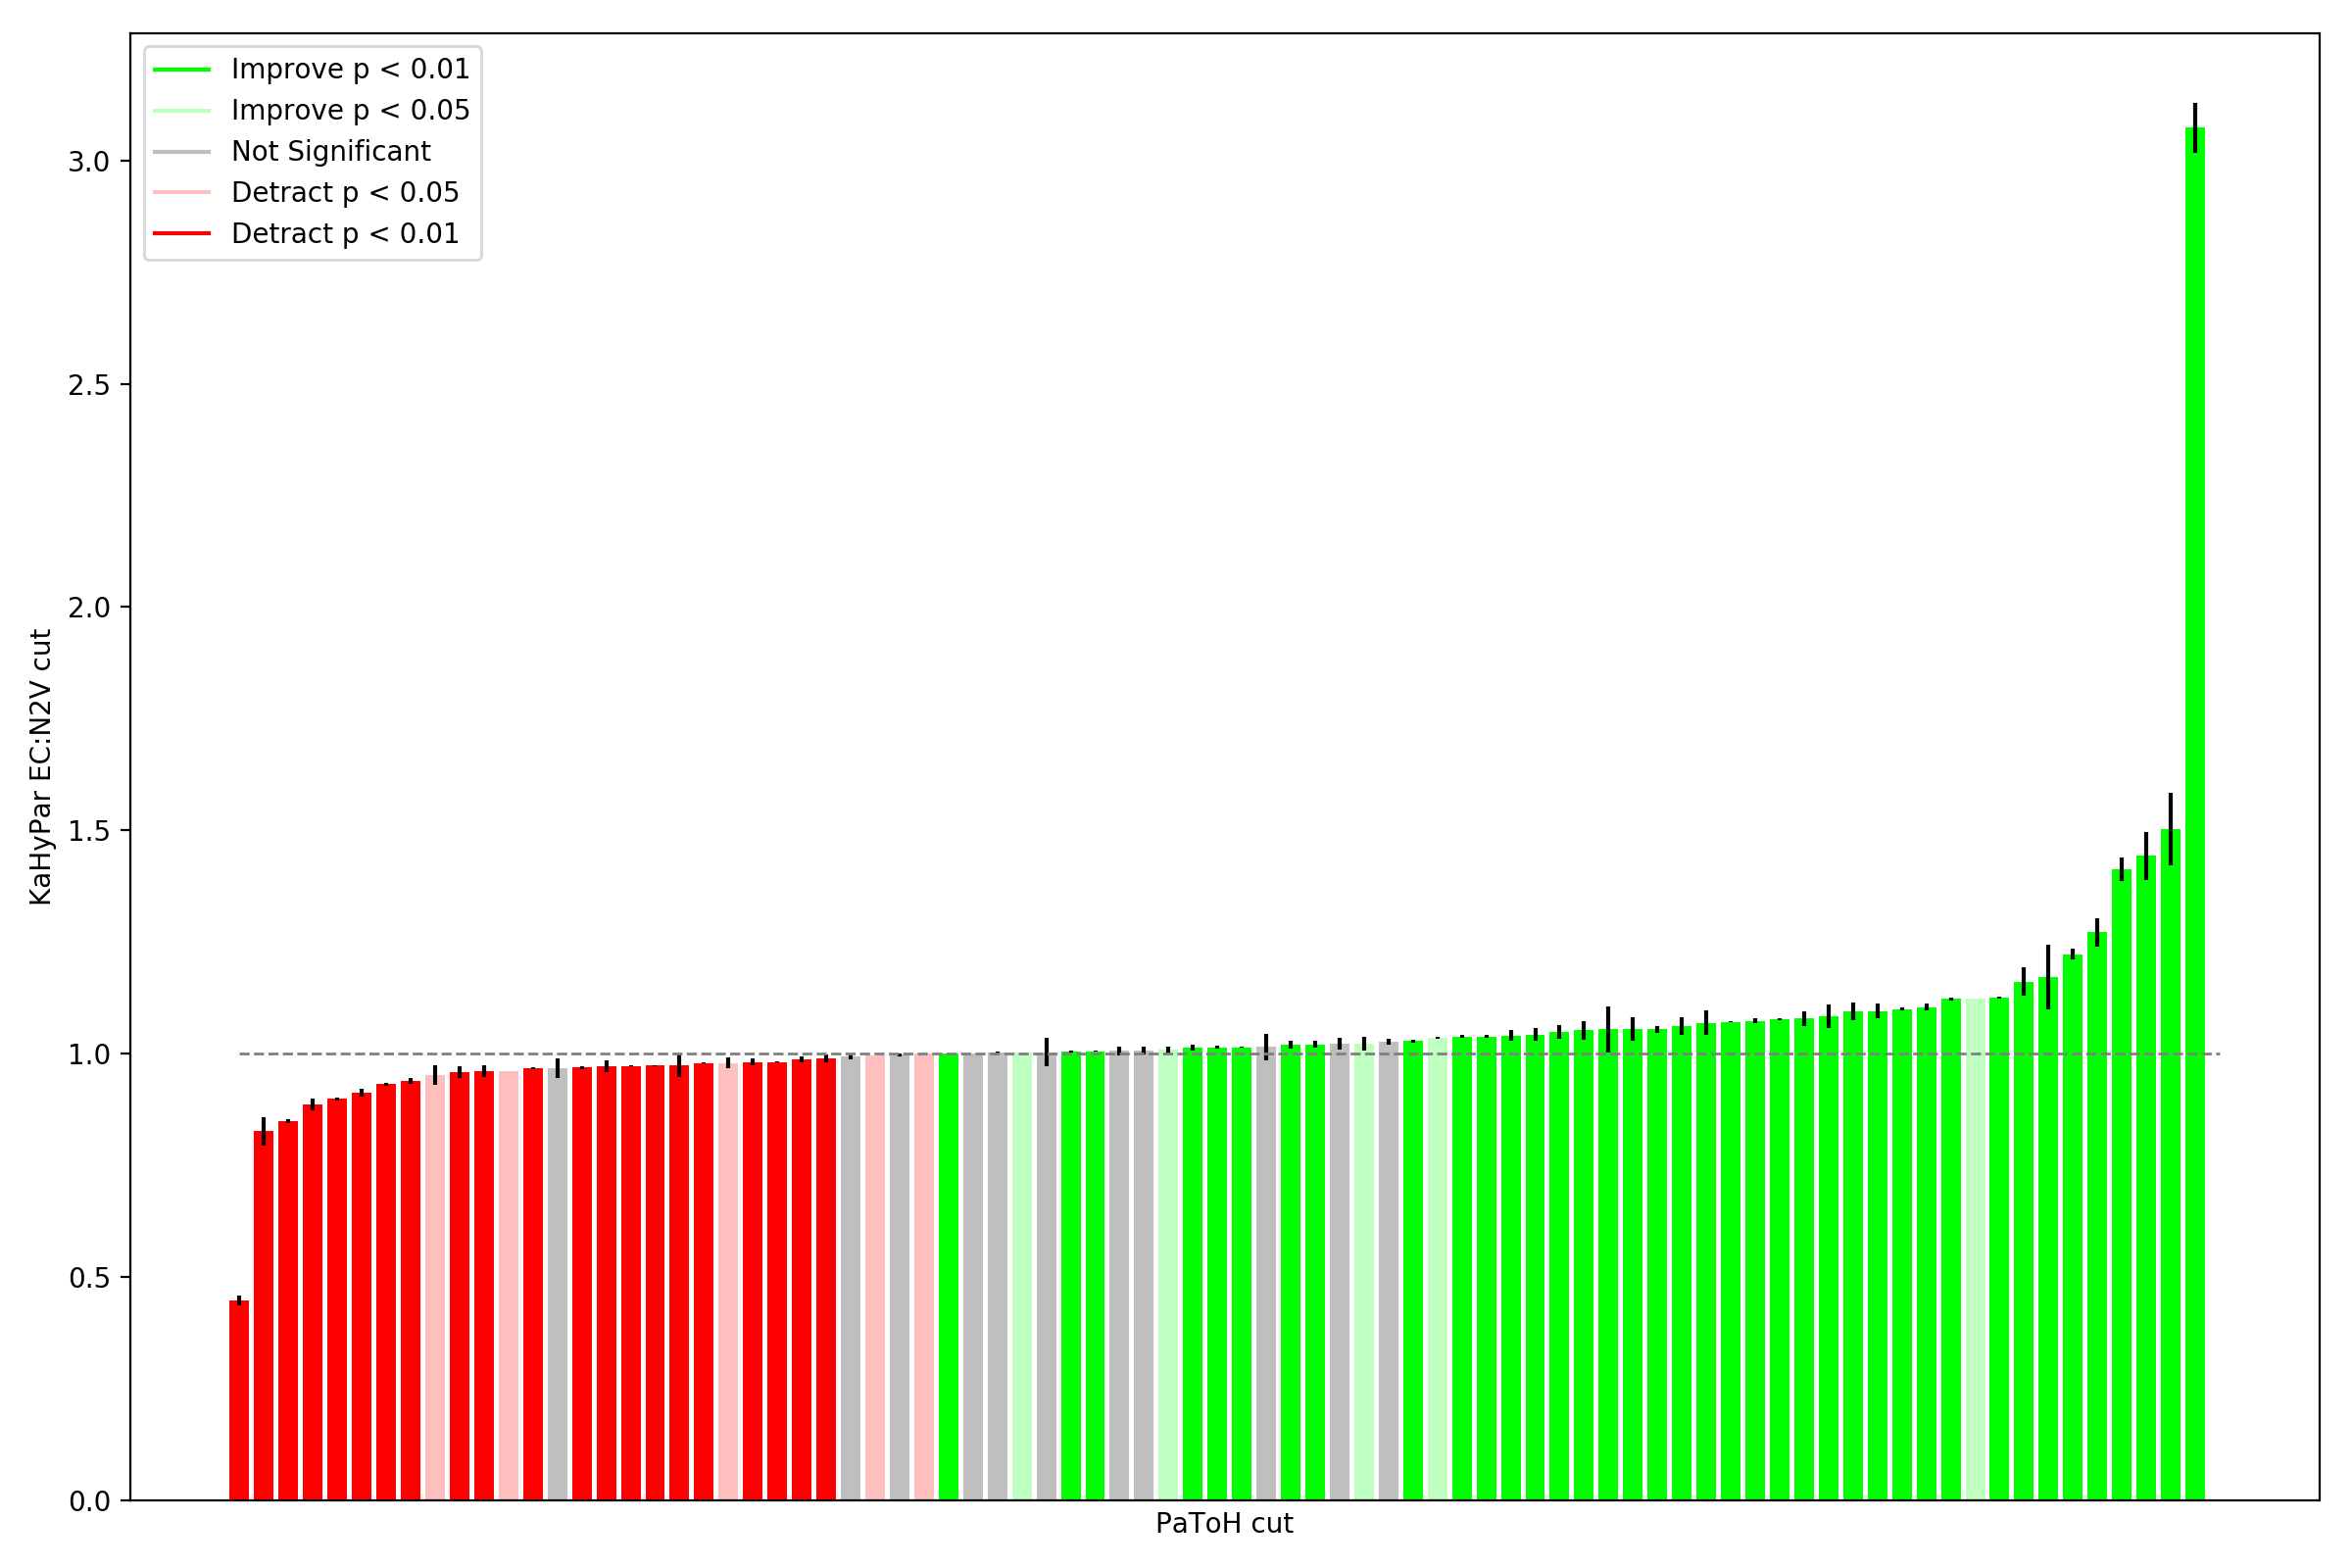 Improve p < 0.01
Improve p < 0.05
Not Significant
Detract p < 0.05
Detract p < 0.01
3.0
2.5
2.0
1.5
1.0
0.5
0.0
KaHyPar EC:N2V cut
PaToH cut